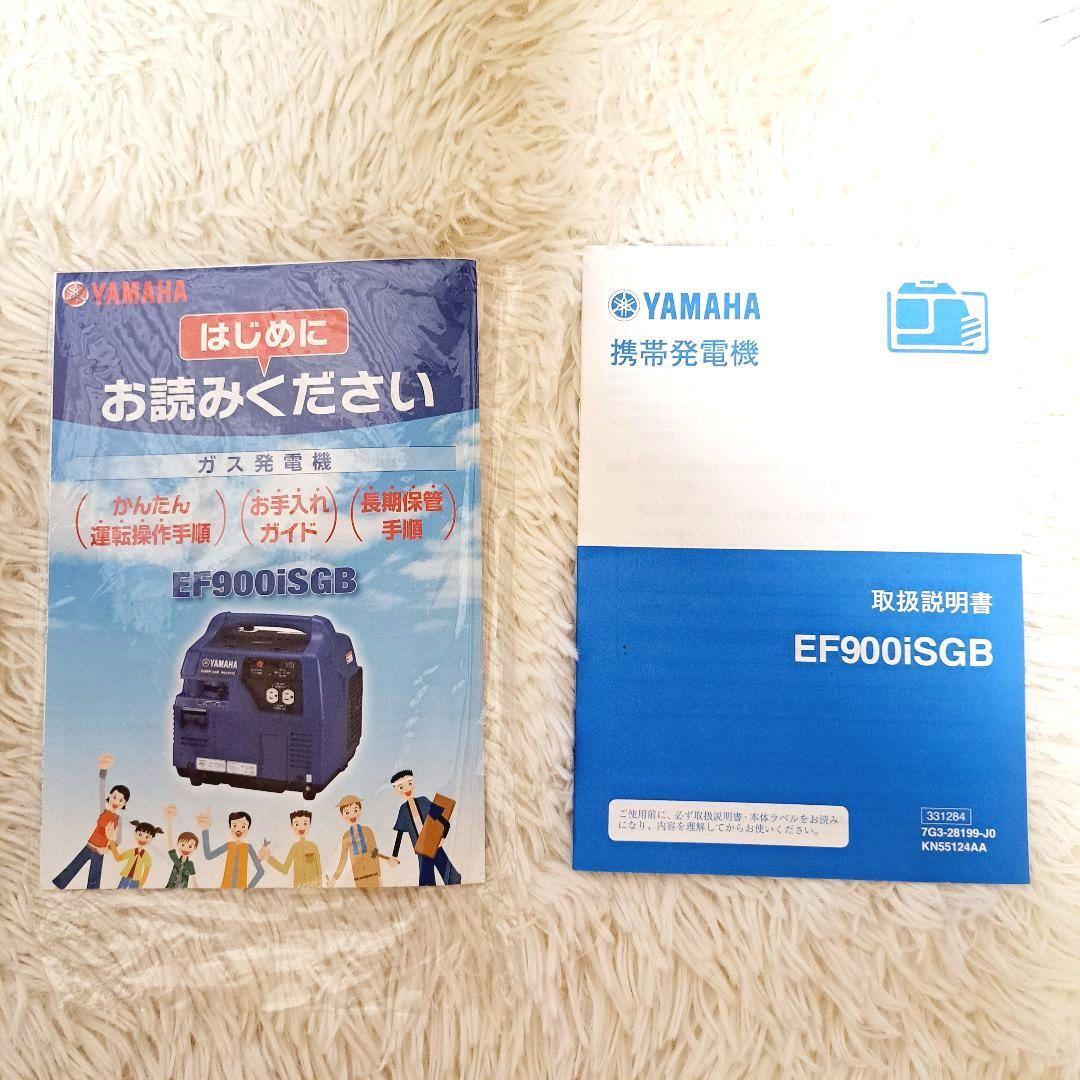 YAMAHA
はじめに
お読みください
ガス発電機
かんたん
運転操作手順
お手入れ
ガイド
長期保管
手順
EF900iSGB
YAMAHA
YAMAHA
携帯発電機
取扱説明書
EF900iSGB
ご使用前に、必ず取扱説明書・本体ラベルをお読み
になり、内容を理解してからお使いください。
331284
7G3-28199-J0
KN55124AA